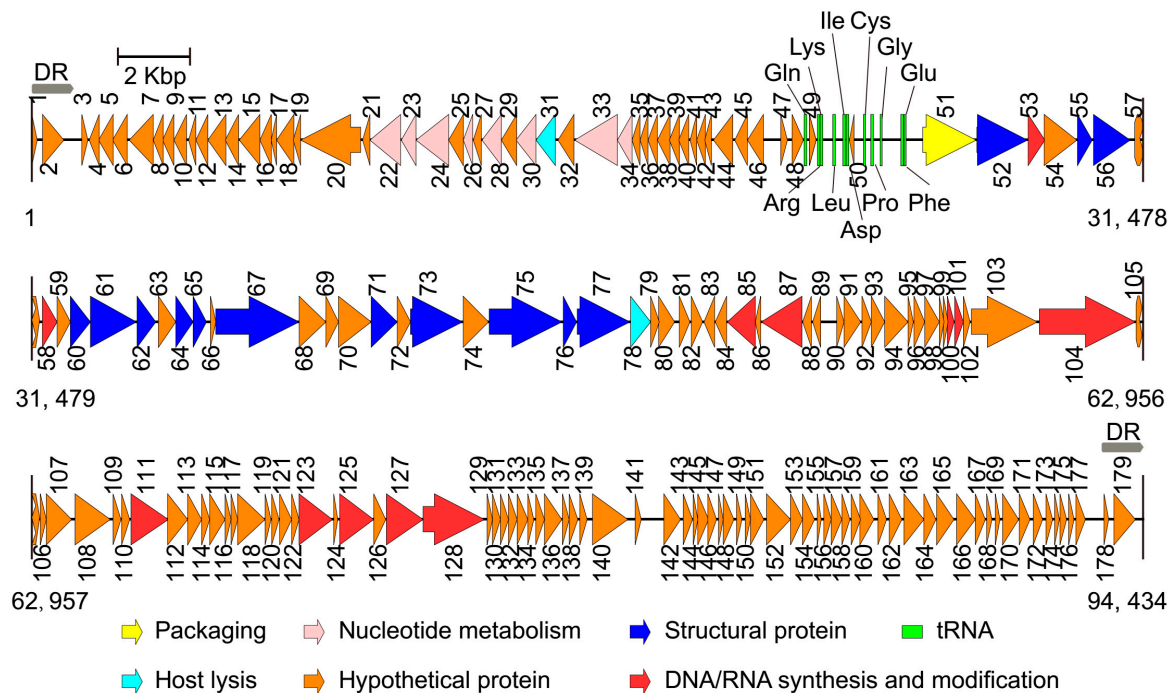 Ile Cys
Lys Gly
DR 2 Kbp Gln Glu
1 3 5 7 9 11 13 15 17 19 21 23 25 27 29 31 33 35 37 39 41 43 45 47 49 51 53 55 57
2 4 6 8 10 12 14 16 18 20 22 24 26 28 30 32 34 36 38 40 42 44 46 48 50 52 54 56
Arg Leu Pro Phe
Asp
1 31, 478
59 61 63 65 67 69 71 73 75 77 79 81 83 85 87 89 91 93 95 97 99 101 103 105
58 60 62 64 66 68 70 72 74 76 78 80 82 84 86 88 90 92 94 96 98 100 102 104
31, 479 62, 956
DR
107 109 111 113 115 117 119 121 123 125 127 129 131 133 135 137 139 141 143 145 147 149 151 153 155 157 159 161 163 165 167 169 171 173 175 177 179
106 108 110 112 114 116 118 120 122 124 126 128 130 132 134 136 138 140 142 144 146 148 150 152 154 156 158 160 162 164 166 168 170 172 174 176 178
62, 957 94, 434
Packaging Nucleotide metabolism Structural protein tRNA
Host lysis Hypothetical protein DNA/RNA synthesis and modification